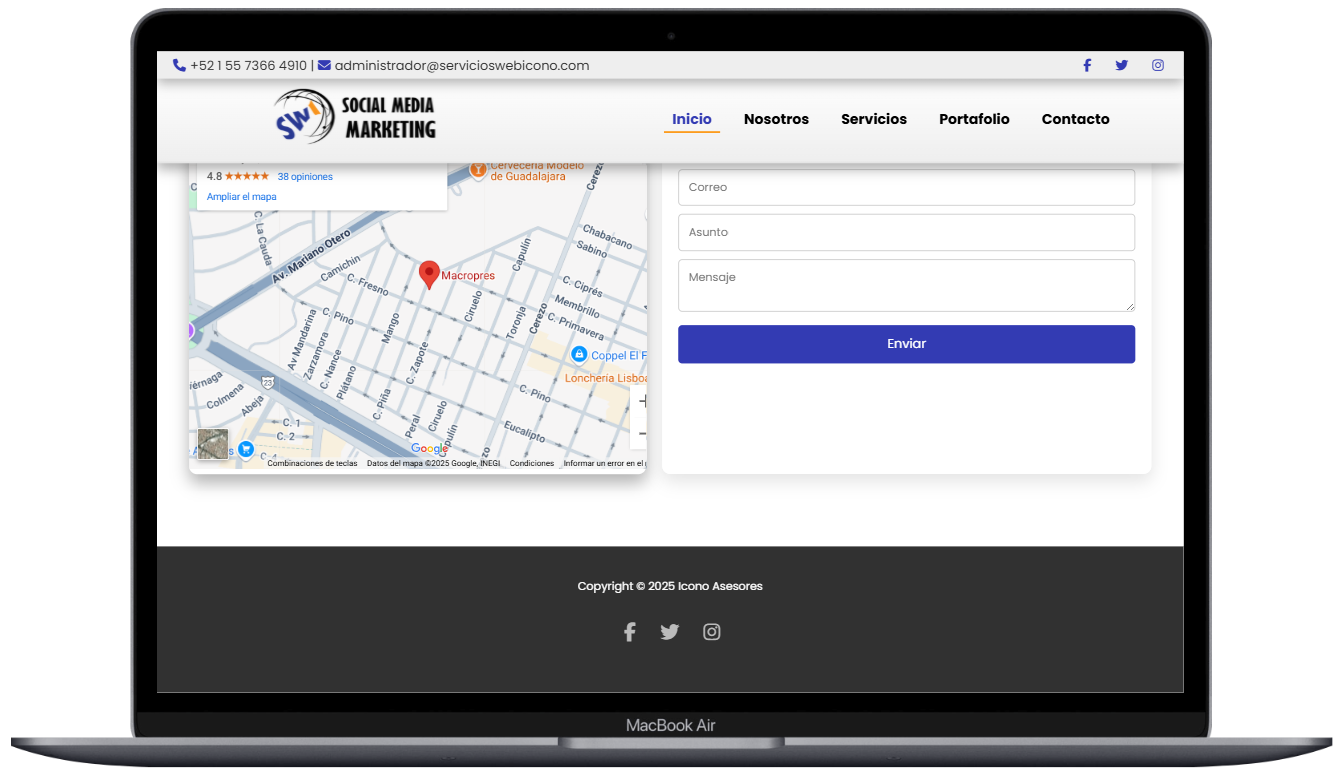 +52 1 55 7366 4910 | administrador@servicioswebicono.com
SWI SOCIAL MEDIA
MARKETING
Inicio Nosotros Servicios Portafolio Contacto
4.8 ★★★★★ 38 opiniones
Ampliar el mapa
Cervecería Modelo
de Guadalajara
Cerezo
C. La Cauda
Av. Mariano Otero
Camichin
C. Fresno
Macropres
Capulín
Chabacano
Sabino
C. Ciprés
Membrillo
C. Primavera
Ciruelo
Toronja
Cerezo
C. Pino
Mango
Av Mandarina
Zarzamora
C. Nance
Plátano
C. Zapote
Coppel El F
Lonchería Lisboa
C. Pino
C. Piña
Peral
Ciruelo
Eucalipto
23
Colmena
Abeja
C. 1
C. 2
Google
Combinaciones de teclas Datos del mapa ©2025 Google, INEGI Condiciones Informar un error en el
Correo
Asunto
Mensaje
Enviar
Copyright © 2025 Icono Asesores
MacBook Air